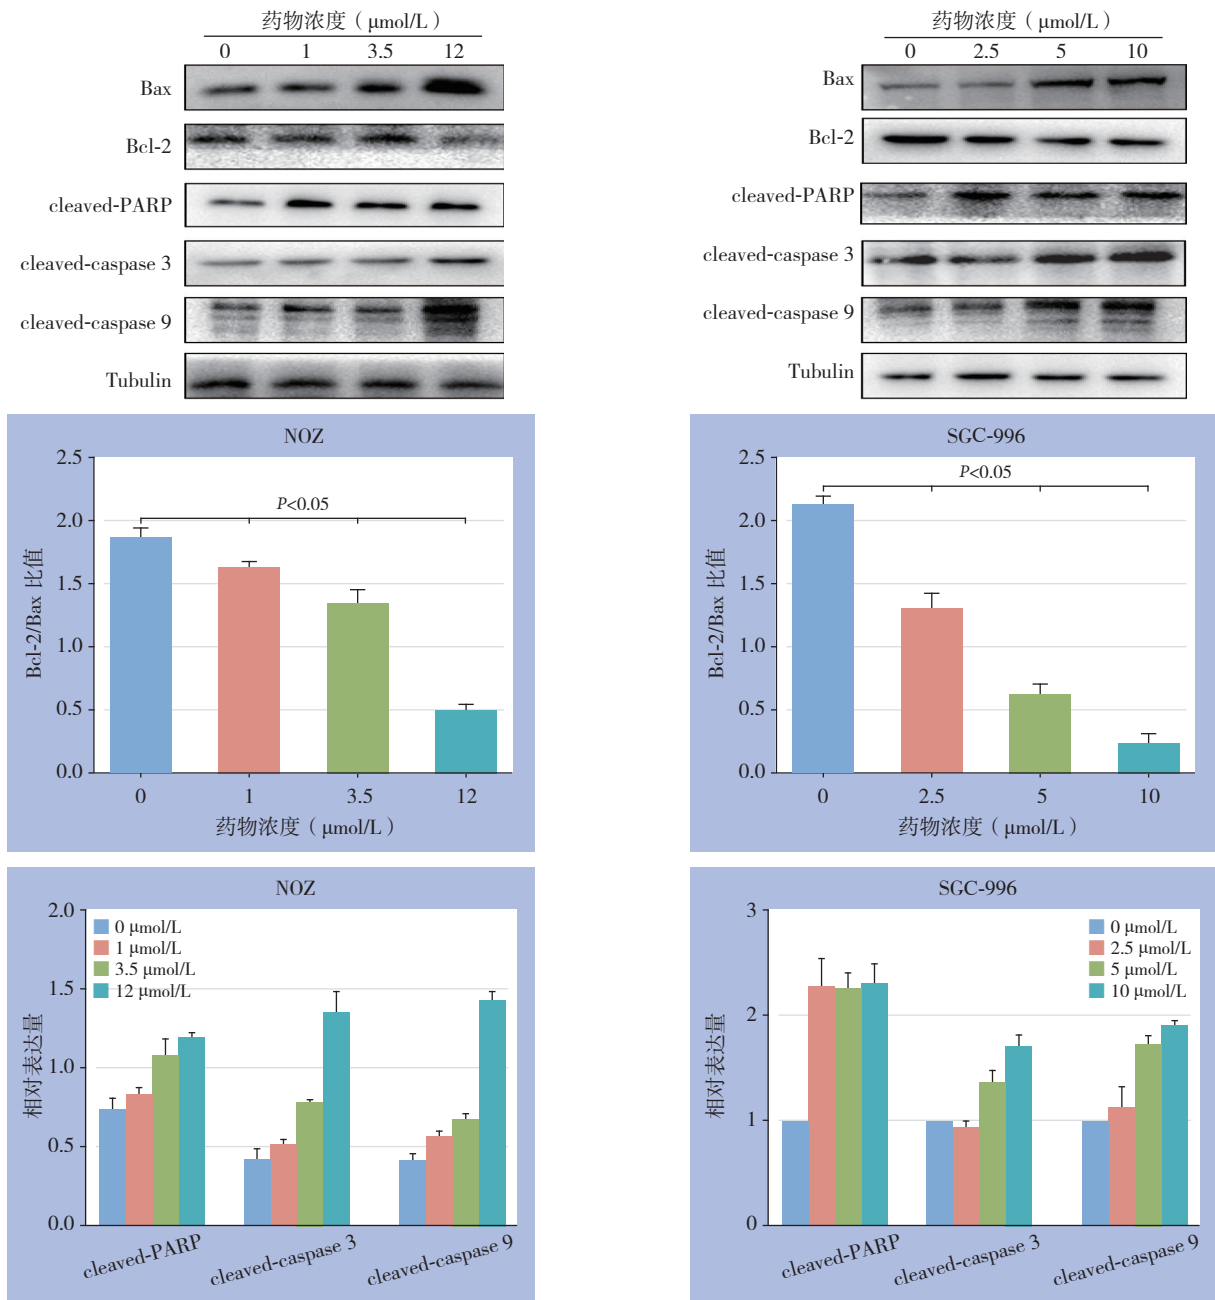 药物浓度（μmol/L）
0 1 3.5 12
Bax
Bcl-2
cleaved-PARP
cleaved-caspase 3
cleaved-caspase 9
Tubulin
药物浓度（μmol/L）
0 2.5 5 10
Bax
Bcl-2
cleaved-PARP
cleaved-caspase 3
cleaved-caspase 9
Tubulin
NOZ
2.5
2.0
1.5
1.0
0.5
0.0
Bcl-2/Bax 比值
P<0.05
0 1 3.5 12
药物浓度（μmol/L）
SGC-996
2.5
2.0
1.5
1.0
0.5
0.0
Bcl-2/Bax 比值
P<0.05
0 2.5 5 10
药物浓度（μmol/L）
NOZ
2.0
1.5
1.0
0.5
0.0
相对表达量
0 μmol/L
1 μmol/L
3.5 μmol/L
12 μmol/L
cleaved-PARP
cleaved-caspase 3
cleaved-caspase 9
SGC-996
3
2
1
0
相对表达量
0 μmol/L
2.5 μmol/L
5 μmol/L
10 μmol/L
cleaved-PARP
cleaved-caspase 3
cleaved-caspase 9